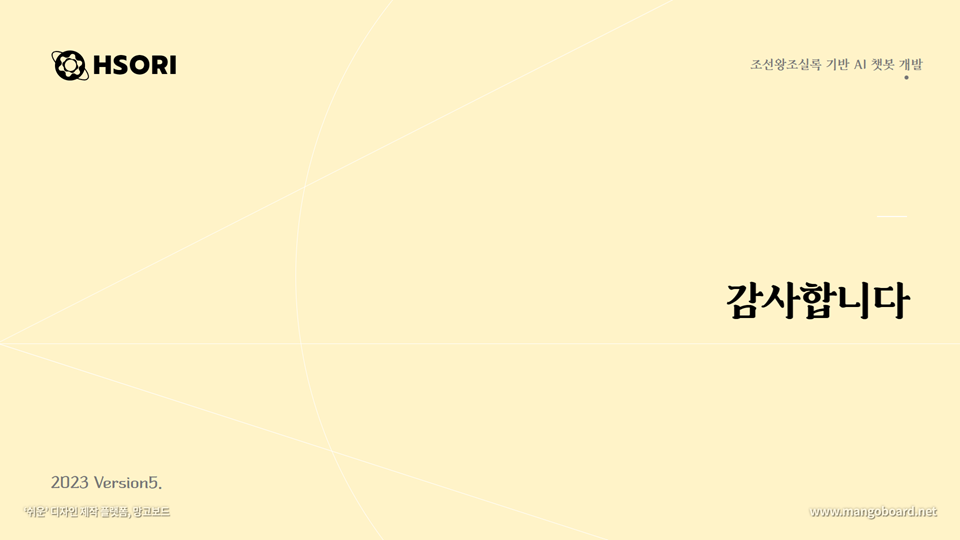 HSORI
조선왕조실록 기반 AI 챗봇 개발
감사합니다
2023 Version5.
'쉬운' 디자인 제작 플랫폼, 망고보드
www.mangoboard.net